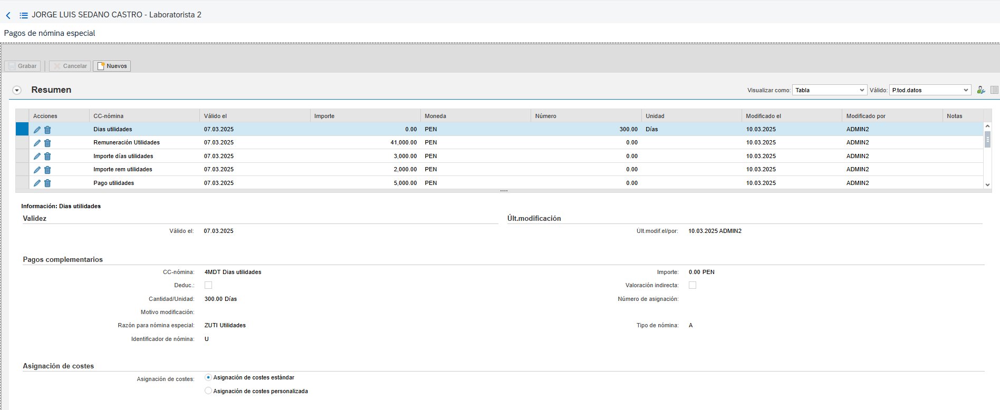 JORGE LUIS SEDANO CASTRO - Laboratorista 2
Pagos de nómina especial
Grabar Cancelar Nuevos
Resumen Visualizar como: Tabla Válido: P.tod.datos
Acciones CC-nómina Válido el Importe Moneda Número Unidad Modificado el Modificado por Notas
Dias utilidades 07.03.2025 0.00 PEN 300.00 Días 10.03.2025 ADMIN2
Remuneración Utilidades 07.03.2025 41,000.00 PEN 0.00 10.03.2025 ADMIN2
Importe días utilidades 07.03.2025 3,000.00 PEN 0.00 10.03.2025 ADMIN2
Importe rem utilidades 07.03.2025 2,000.00 PEN 0.00 10.03.2025 ADMIN2
Pago utilidades 07.03.2025 5,000.00 PEN 0.00 10.03.2025 ADMIN2
Información: Dias utilidades
Validez Últ.modificación
Válido el: 07.03.2025 Últ.modif.el/por: 10.03.2025 ADMIN2
Pagos complementarios
CC-nómina: 4MDT Dias utilidades Importe: 0.00 PEN
Deduc.: Valoración indirecta:
Cantidad/Unidad: 300.00 Días Número de asignación:
Motivo modificación:
Razón para nómina especial: ZUTI Utilidades Tipo de nómina: A
Identificador de nómina: U
Asignación de costes
Asignación de costes: Asignación de costes estándar
Asignación de costes personalizada